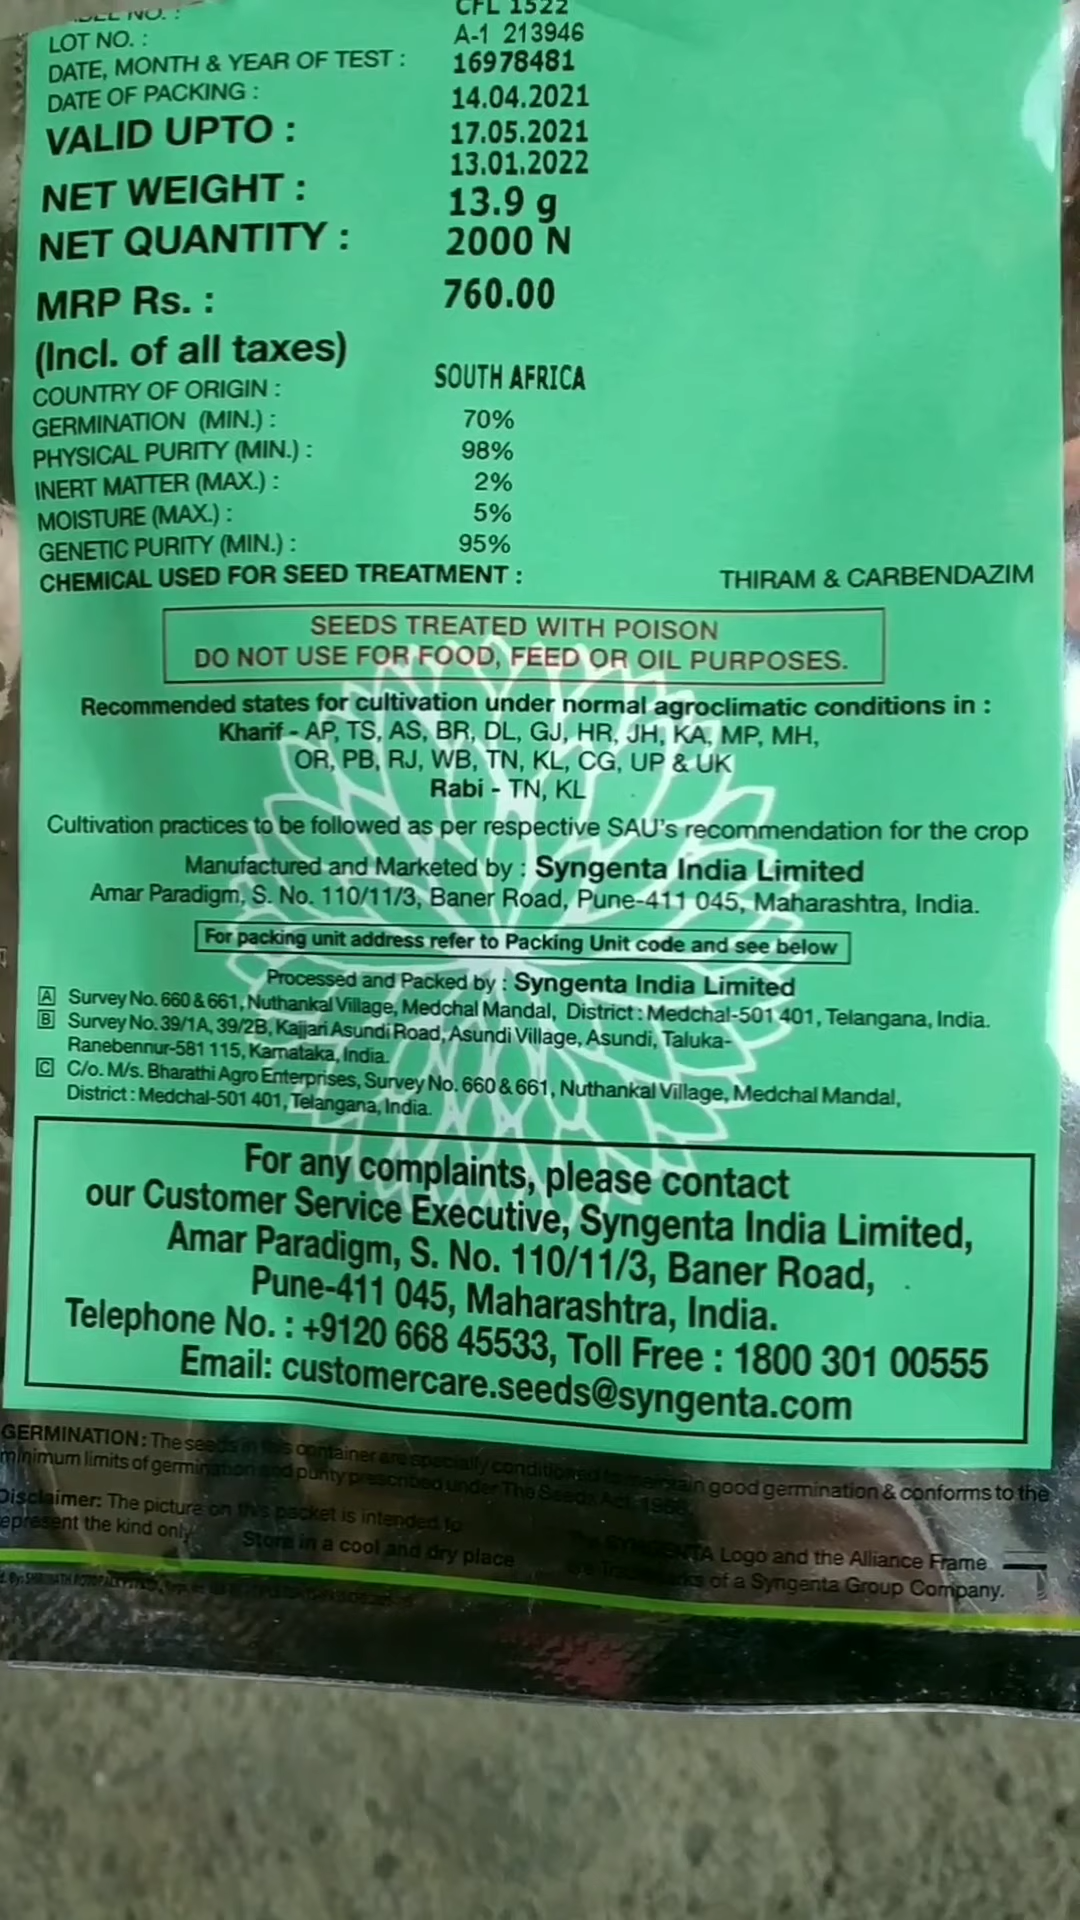 CFL 1522
LOT NO. : A-1 213946
DATE, MONTH & YEAR OF TEST : 16978481
DATE OF PACKING : 14.04.2021
VALID UPTO : 17.05.2021
13.01.2022
NET WEIGHT : 13.9 g
NET QUANTITY : 2000 N
MRP Rs. : 760.00
(Incl. of all taxes)
COUNTRY OF ORIGIN : SOUTH AFRICA
GERMINATION (MIN.) : 70%
PHYSICAL PURITY (MIN.) : 98%
INERT MATTER (MAX.) : 2%
MOISTURE (MAX.) : 5%
GENETIC PURITY (MIN.) : 95%
CHEMICAL USED FOR SEED TREATMENT : THIRAM & CARBENDAZIM
SEEDS TREATED WITH POISON
DO NOT USE FOR FOOD, FEED OR OIL PURPOSES.
Recommended states for cultivation under normal agroclimatic conditions in :
Kharif - AP, TS, AS, BR, DL, GJ, HR, JH, KA, MP, MH,
OR, PB, RJ, WB, TN, KL, CG, UP & UK
Rabi - TN, KL
Cultivation practices to be followed as per respective SAU's recommendation for the crop
Manufactured and Marketed by : Syngenta India Limited
Amar Paradigm, S. No. 110/11/3, Baner Road, Pune-411 045, Maharashtra, India.
For packing unit address refer to Packing Unit code and see below
Processed and Packed by : Syngenta India Limited
A Survey No. 660 & 661, Nuthankal Village, Medchal Mandal, District : Medchal-501 401, Telangana, India.
B Survey No. 39/1A, 39/2B, Kajjari Asundi Road, Asundi Village, Asundi, Taluka-
Ranebennur-581 115, Karnataka, India.
C C/o. M/s. Bharathi Agro Enterprises, Survey No. 660 & 661, Nuthankal Village, Medchal Mandal,
District : Medchal-501 401, Telangana, India.
For any complaints, please contact
our Customer Service Executive, Syngenta India Limited,
Amar Paradigm, S. No. 110/11/3, Baner Road,
Pune-411 045, Maharashtra, India.
Telephone No. : +9120 668 45533, Toll Free : 1800 301 00555
Email: customercare.seeds@syngenta.com
GERMINATION : The seeds in this container are specially conditioned to maintain good germination & conforms to the
minimum limits of germination and purity prescribed under The Seeds Act, 1966
Disclaimer: The picture on this packet is intended to
represent the kind only
Store in a cool and dry place
The SYNGENTA Logo and the Alliance Frame
are Trademarks of a Syngenta Group Company.